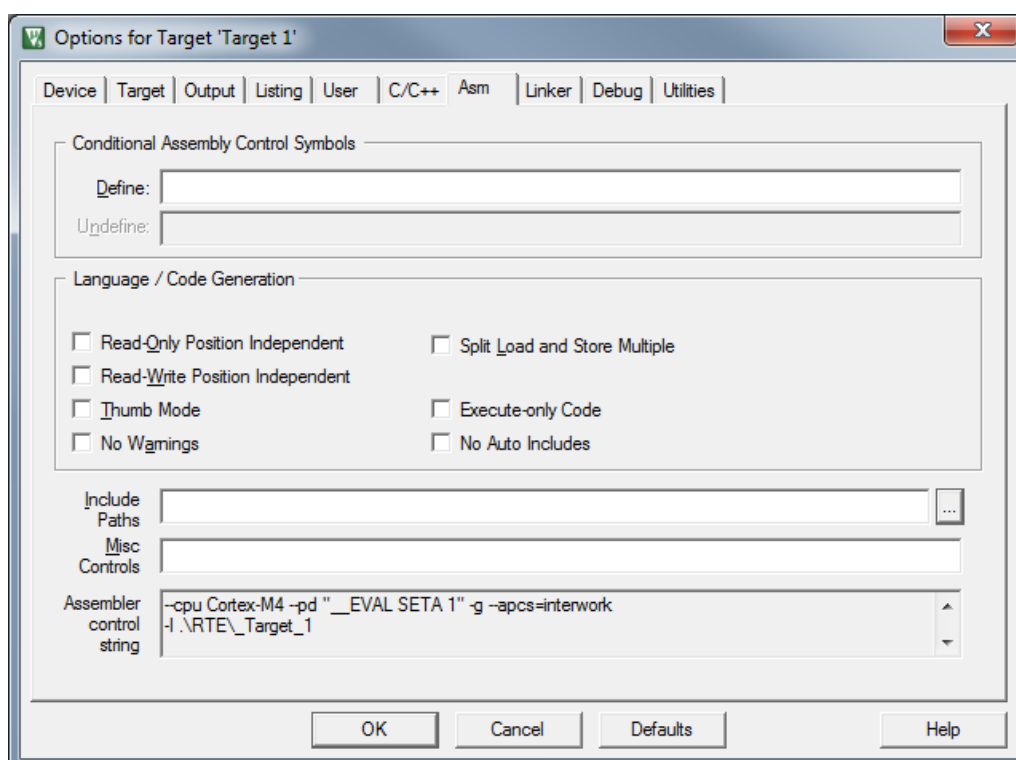 Options for Target 'Target 1'
Device Target Output Listing User C/C++ Asm Linker Debug Utilities
Conditional Assembly Control Symbols
Define:
Undefine:
Language / Code Generation
Read-Only Position Independent
Split Load and Store Multiple
Read-Write Position Independent
Thumb Mode
Execute-only Code
No Warnings
No Auto Includes
Include
Paths
...
Misc
Controls
Assembler
control
string
--cpu Cortex-M4 --pd "__EVAL SETA 1" -g --apcs=interwork
-I .\RTE\_Target_1
OK Cancel Defaults Help